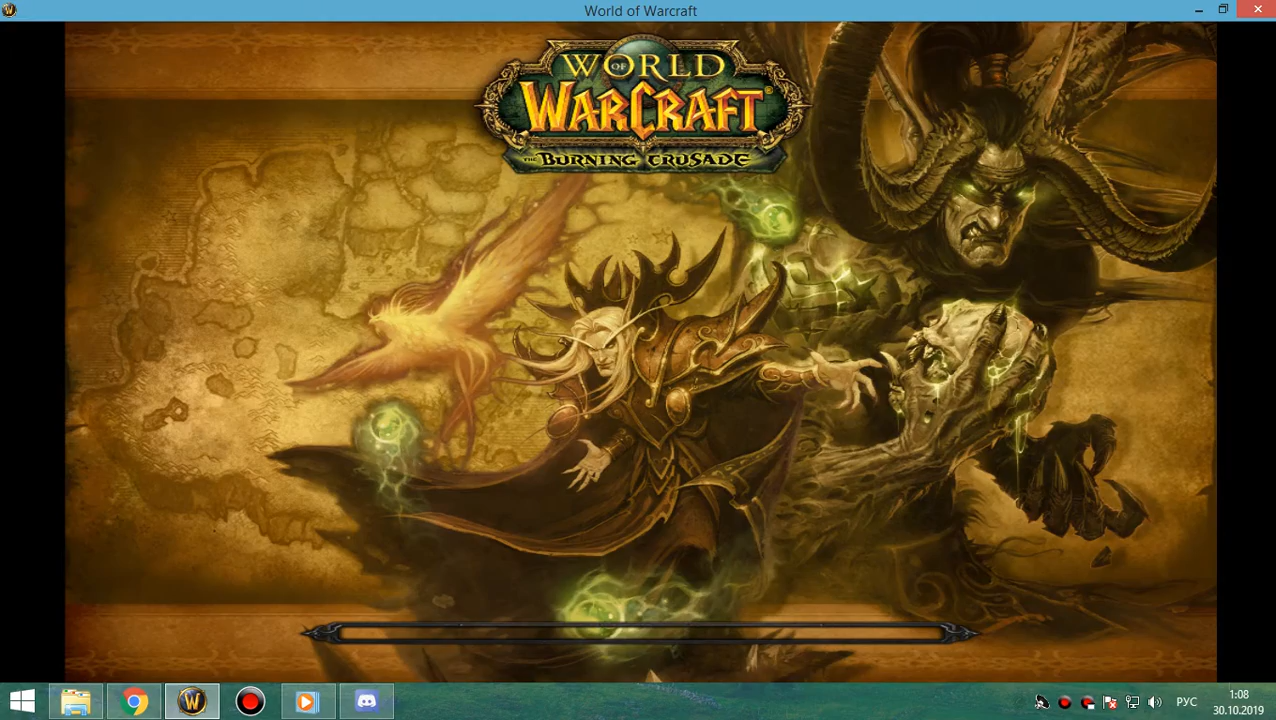 World of Warcraft
WORLD
OF
WARCRAFT®
THE BURNING CRUSADE
РУС
1:08
30.10.2019